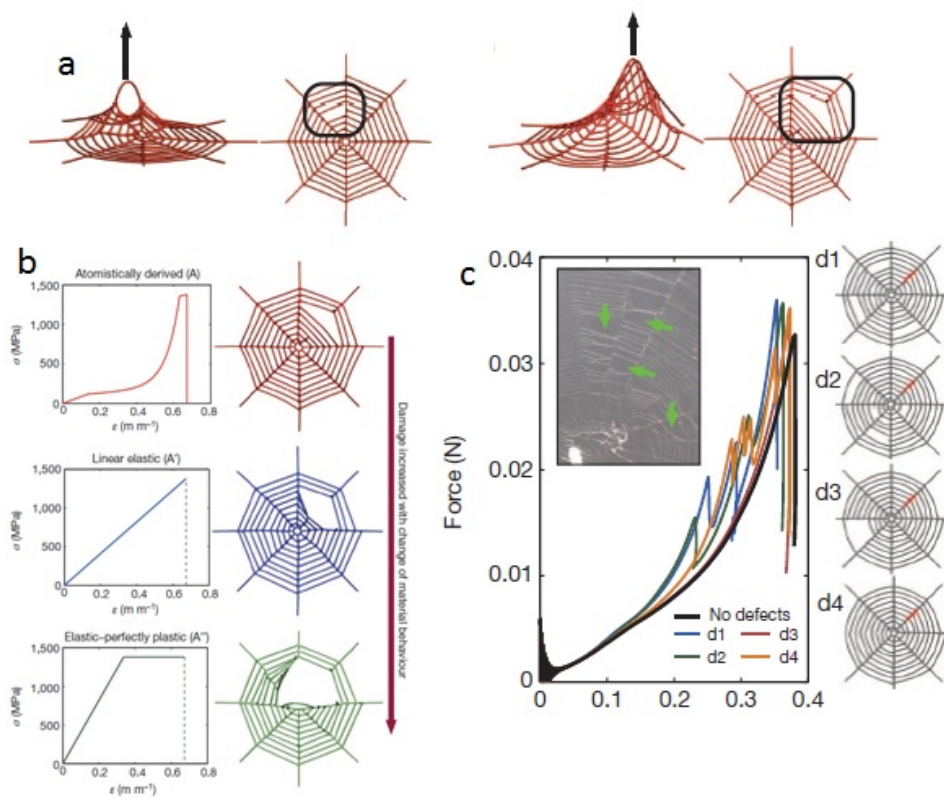 a
b
Atomistically derived (A)
1,500
1,000
500
0
σ (MPa)
0 0.2 0.4 0.6 0.8
ε (m m⁻¹)
Linear elastic (A')
1,500
1,000
500
0
σ (MPa)
0 0.2 0.4 0.6 0.8
ε (m m⁻¹)
Elastic–perfectly plastic (A'')
1,500
1,000
500
0
σ (MPa)
0 0.2 0.4 0.6 0.8
ε (m m⁻¹)
Damage increased with change of material behaviour
c
0.04
0.03
0.02
0.01
0
Force (N)
No defects
d1 d3
d2 d4
0 0.1 0.2 0.3 0.4
d1
d2
d3
d4